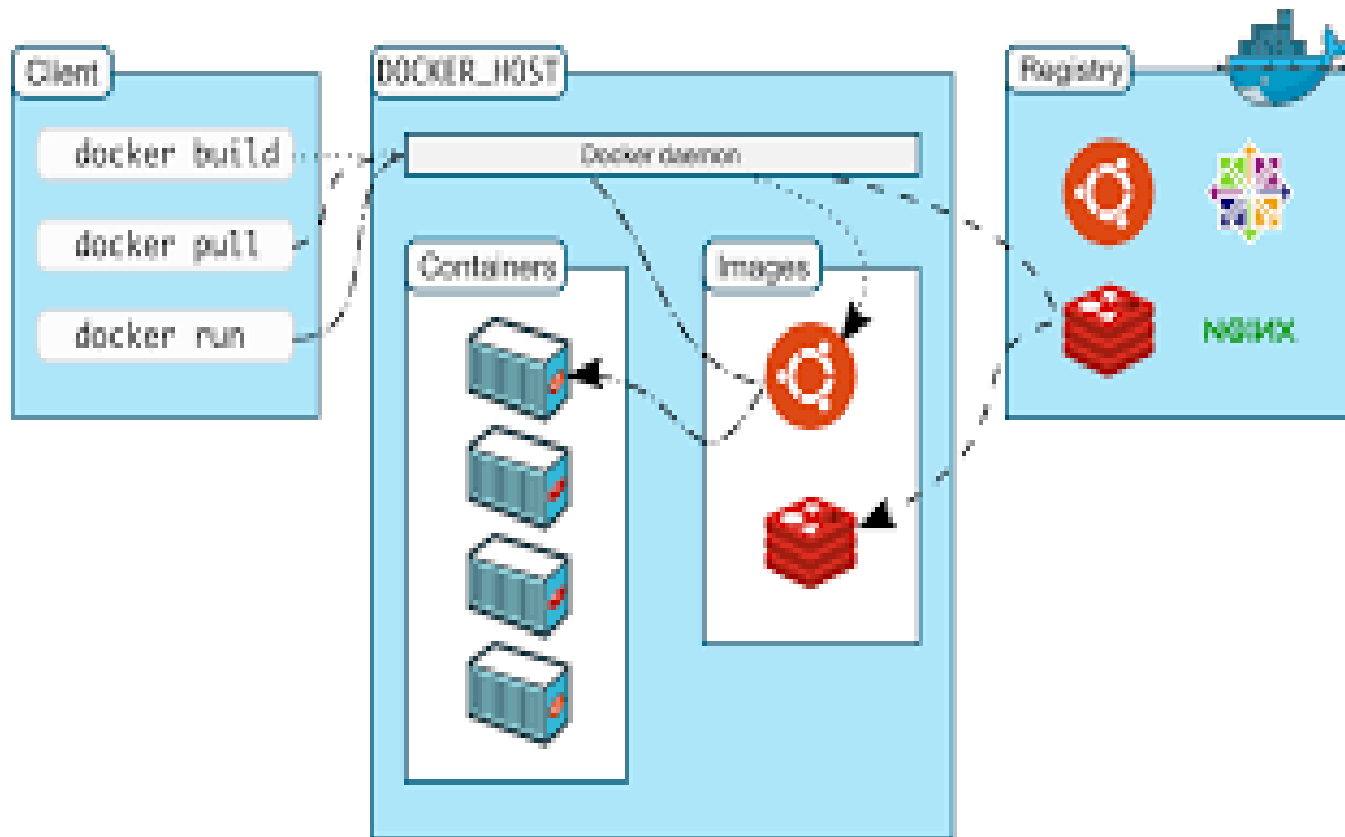 Client
docker build
docker pull
docker run
DOCKER_HOST
Docker daemon
Containers
Images
Registry
NGINX